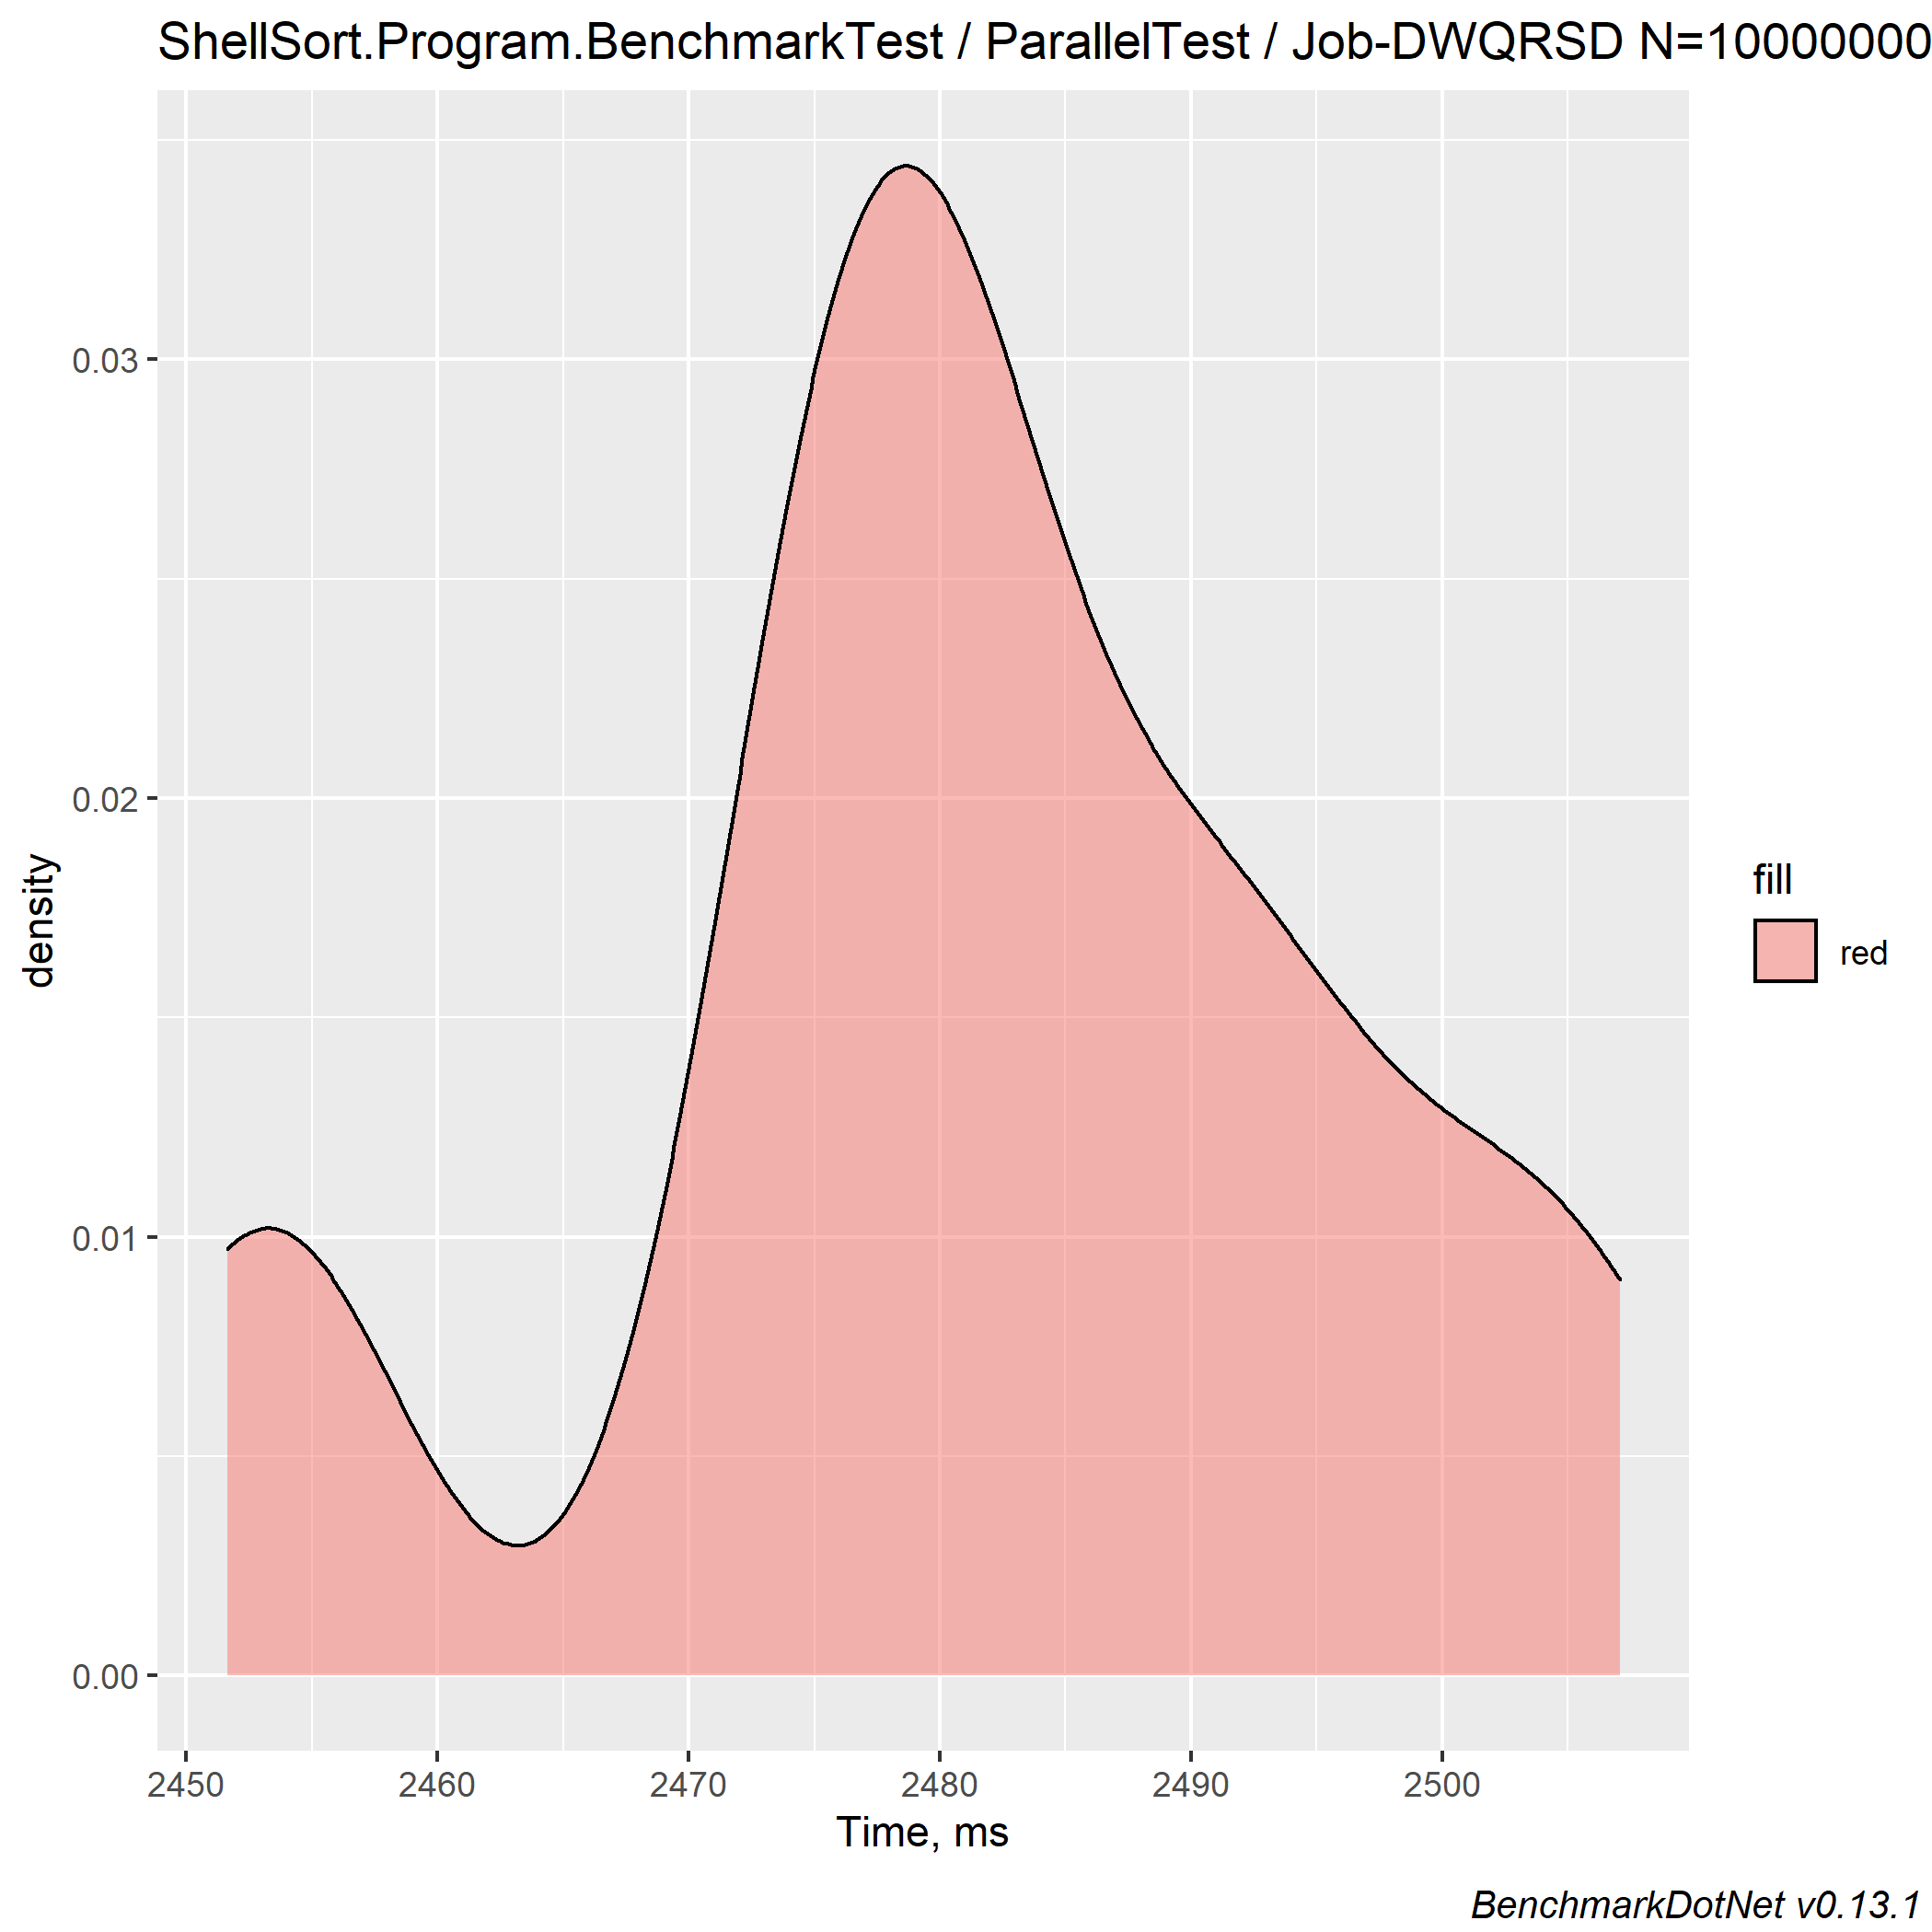 ShellSort.Program.BenchmarkTest / ParallelTest / Job-DWQRSD N=10000000
density
0.03
0.02
0.01
0.00
2450 2460 2470 2480 2490 2500
Time, ms
fill
red
BenchmarkDotNet v0.13.1